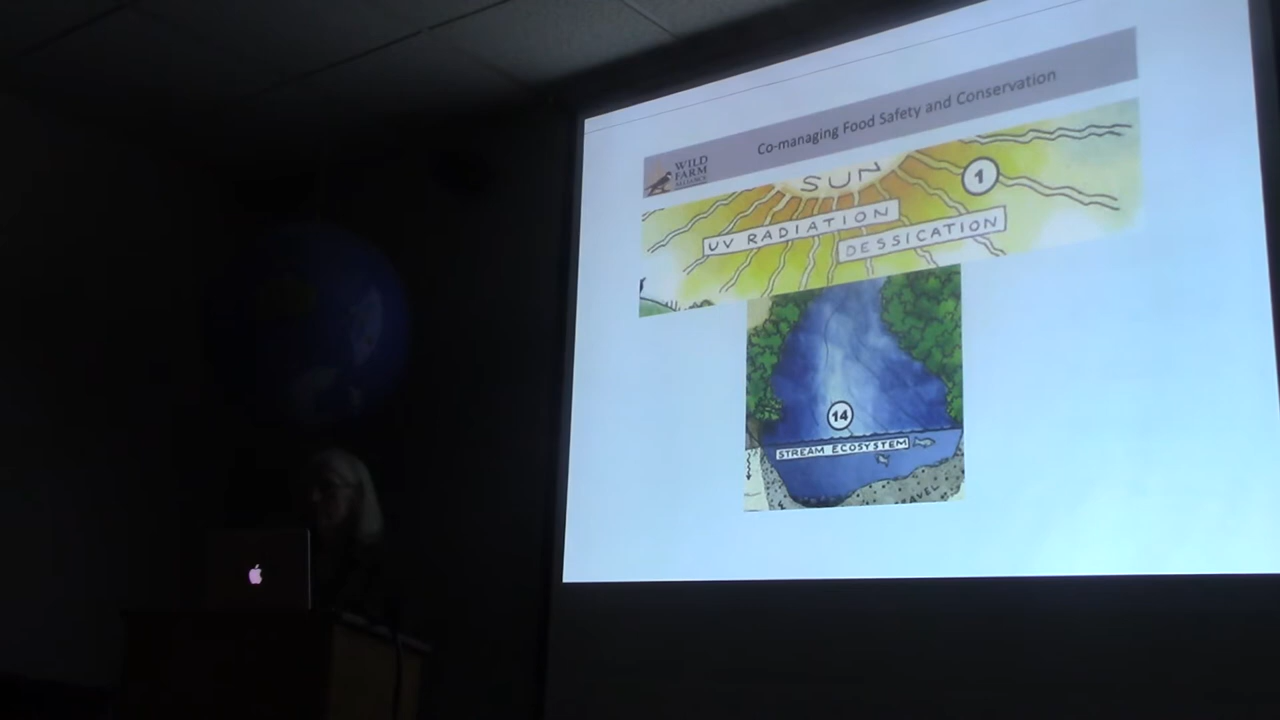 Co-managing Food Safety and Conservation
WILD
FARM
ALLIANCE
SUN
1
UV RADIATION
DESSICATION
14
STREAM ECOSYSTEM